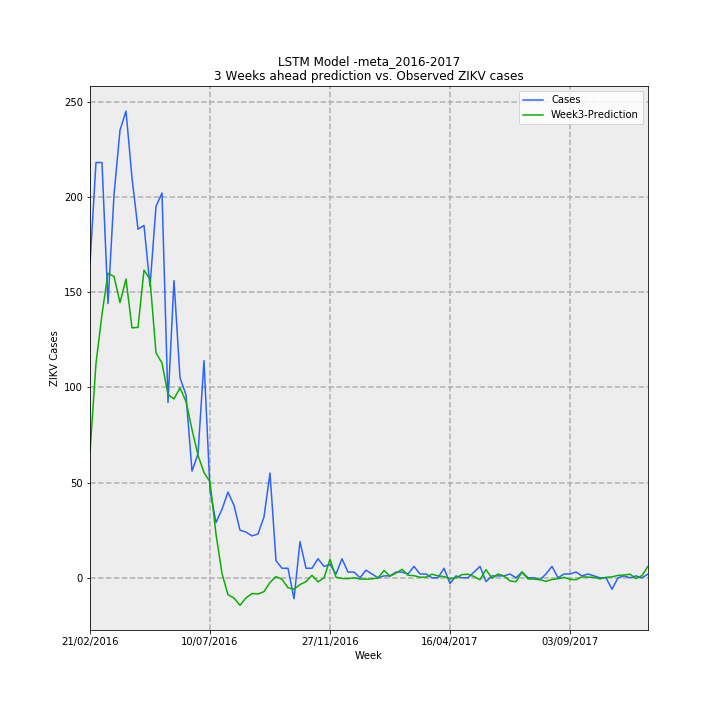 LSTM Model -meta_2016-2017
3 Weeks ahead prediction vs. Observed ZIKV cases
Cases
Week3-Prediction
250
200
150
100
50
0
ZIKV Cases
21/02/2016
10/07/2016
27/11/2016
16/04/2017
03/09/2017
Week